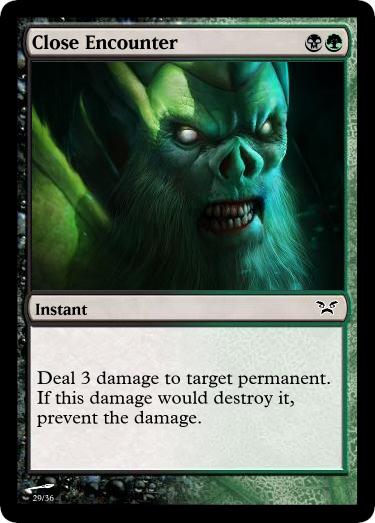 Close Encounter
Instant
Deal 3 damage to target permanent.
If this damage would destroy it,
prevent the damage.
29/36